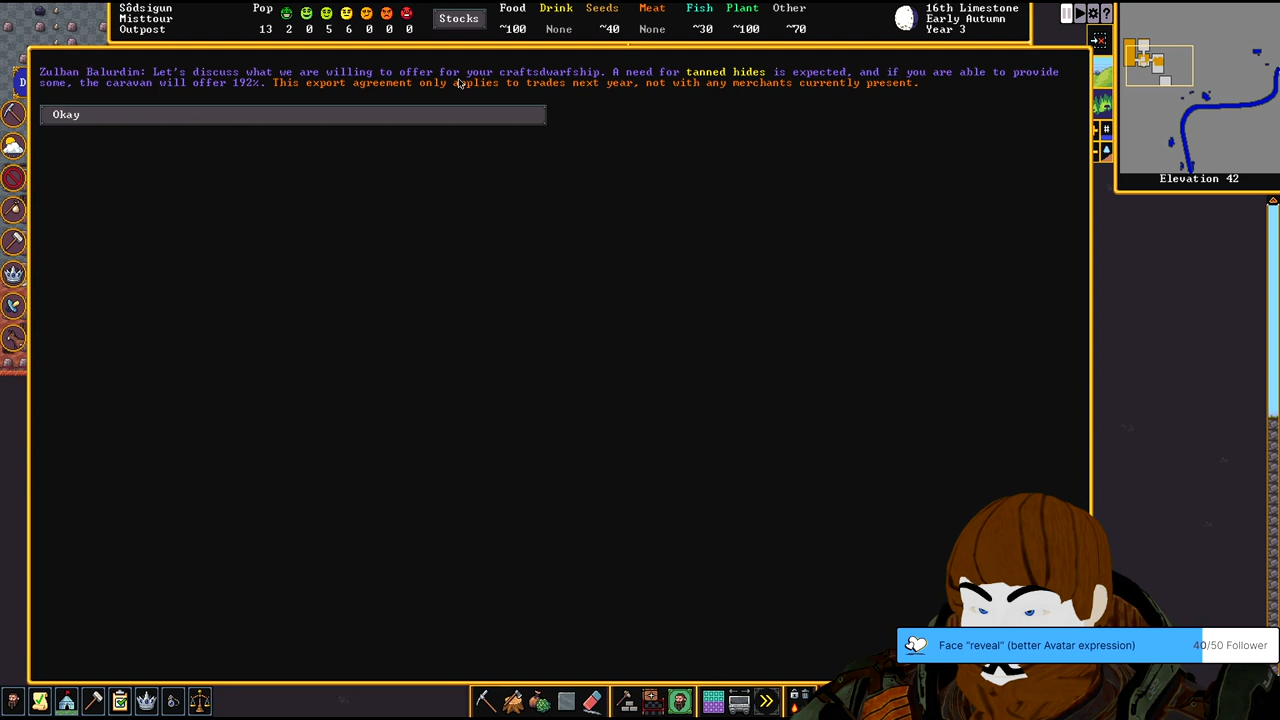 Sôdsigun
Misttour
Outpost
Pop
13 2 0 5 6 0 0 0
Stocks
Food Drink Seeds Meat Fish Plant Other
~100 None ~40 None ~30 ~100 ~70
16th Limestone
Early Autumn
Year 3
Elevation 42
D
Zulban Balurdim: Let's discuss what we are willing to offer for your craftsdwarfship. A need for tanned hides is expected, and if you are able to provide
some, the caravan will offer 192%. This export agreement only applies to trades next year, not with any merchants currently present.
Okay
Face "reveal" (better Avatar expression) 40/50 Follower